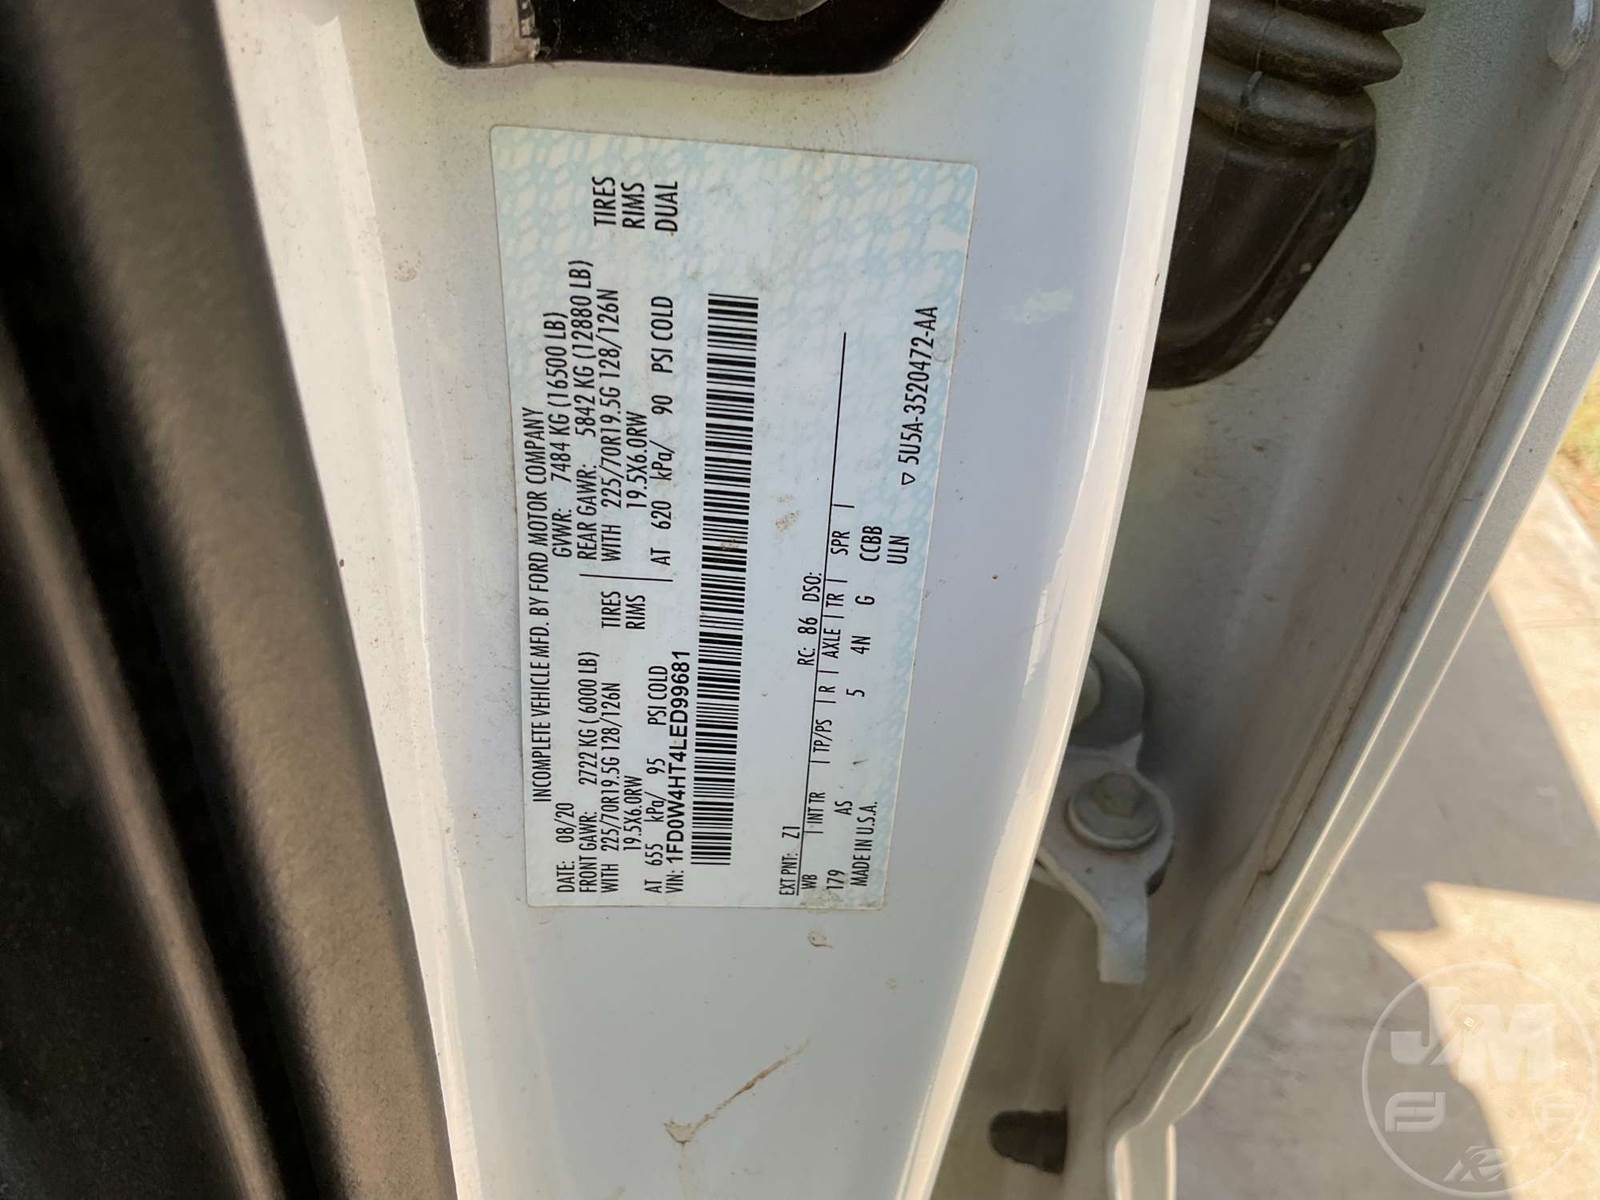 INCOMPLETE VEHICLE MFD. BY FORD MOTOR COMPANY
DATE: 08/20 GVWR: 7484 KG (16500 LB)
FRONT GAWR: 2722 KG (6000 LB) REAR GAWR: 5842 KG (12880 LB)
WITH 225/70R19.5G 128/126N TIRES WITH 225/70R19.5G 128/126N TIRES
19.5X6.0RW RIMS 19.5X6.0RW RIMS
AT 655 kPa/ 95 PSI COLD AT 620 kPa/ 90 PSI COLD DUAL
VIN: 1FD0W4HT4LED99681
EXT PNT: Z1 RC: 86 DSO:
WB INT TR TP/PS R AXLE TR SPR
179 AS 5 4N G CCBB
MADE IN U.S.A. ULN
5U5A-3520472-AA
JM